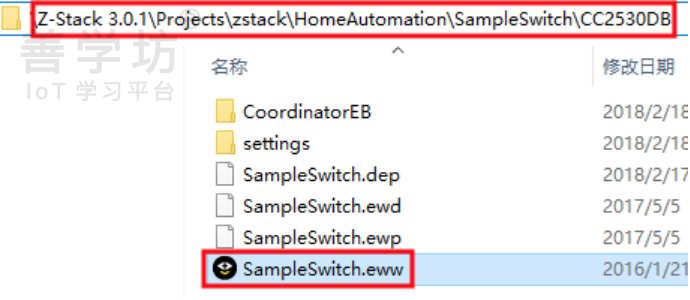 \Z-Stack 3.0.1\Projects\zstack\HomeAutomation\SampleSwitch\CC2530DB
善学坊
IoT 学习平台
名称 修改日期
CoordinatorEB 2018/2/18
settings 2018/2/18
SampleSwitch.dep 2018/2/17
SampleSwitch.ewd 2017/5/5
SampleSwitch.ewp 2017/5/5
SampleSwitch.eww 2016/1/21